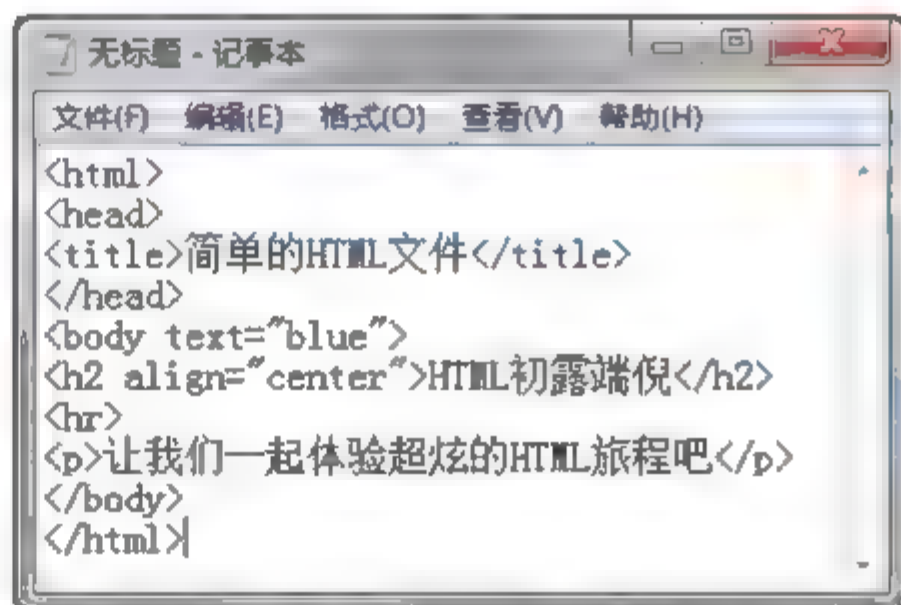 无标题 - 记事本
文件(F) 编辑(E) 格式(O) 查看(V) 帮助(H)
<html>
<head>
<title>简单的HTML文件</title>
</head>
<body text="blue">
<h2 align="center">HTML初露端倪</h2>
<hr>
<p>让我们一起体验超炫的HTML旅程吧</p>
</body>
</html>